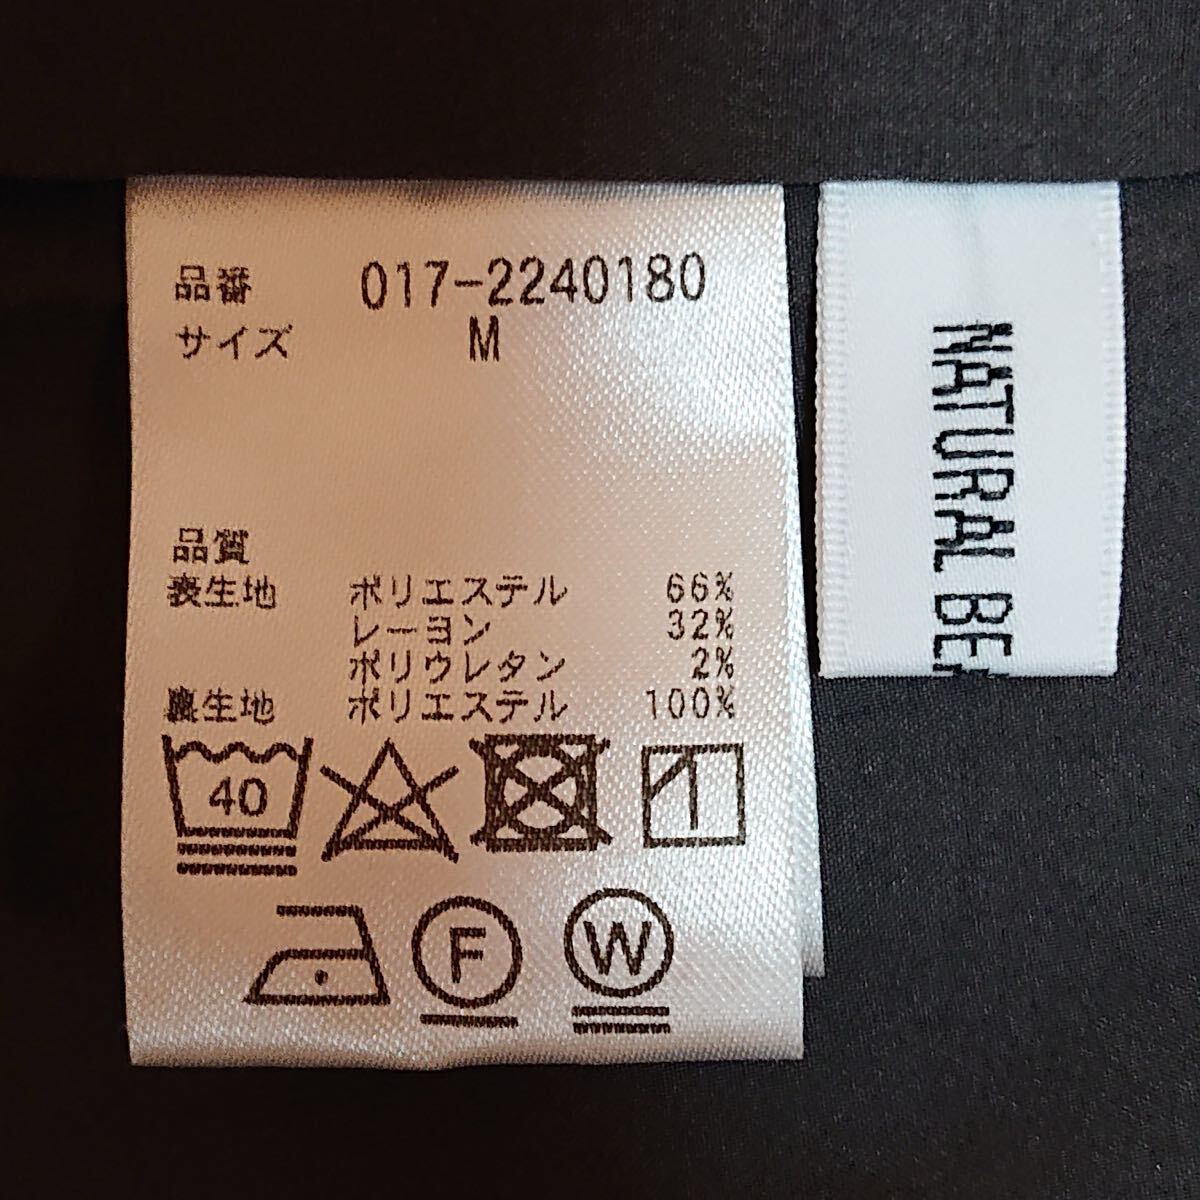 品番 017-2240180
サイズ M
品質
表生地 ポリエステル 66%
レーヨン 32%
ポリウレタン 2%
裏生地 ポリエステル 100%
40
F
W
NATURAL